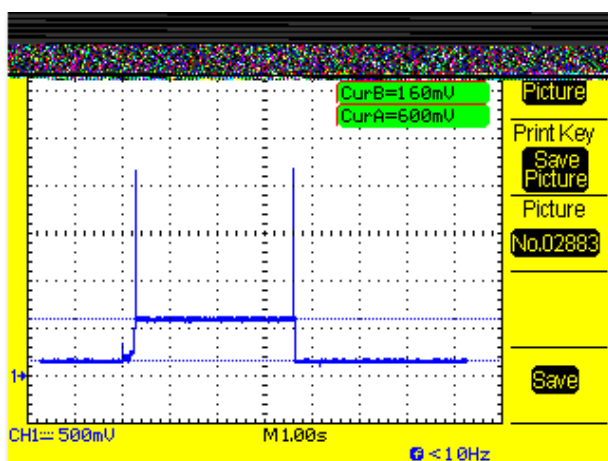 CurB=160mV
CurA=600mV
Picture
Print Key
Save
Picture
Picture
No.02883
Save
1
CH1 500mV
M 1.00s
f <10Hz